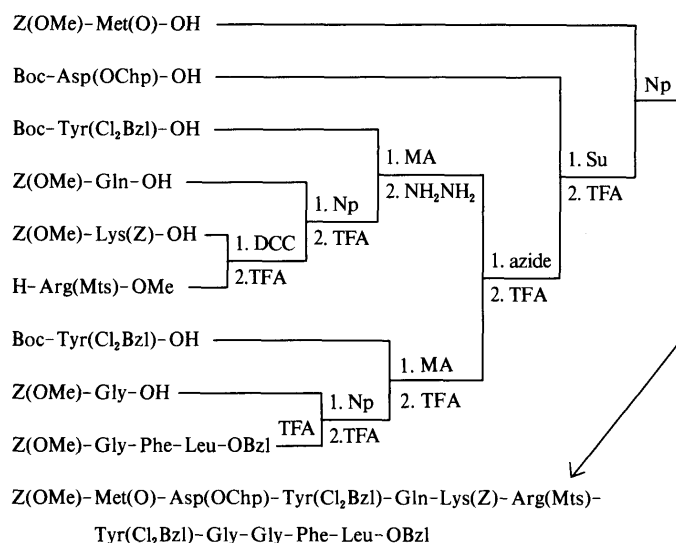 Z(OMe)-Met(O)-OH
Np
Boc-Asp(OChp)-OH
1. Su
2. TFA
Boc-Tyr(Cl₂Bzl)-OH
1. MA
2. NH₂NH₂
Z(OMe)-Gln-OH
1. Np
2. TFA
Z(OMe)-Lys(Z)-OH
1. DCC
2.TFA
H-Arg(Mts)-OMe
1. azide
2. TFA
Boc-Tyr(Cl₂Bzl)-OH
1. MA
2. TFA
Z(OMe)-Gly-OH
TFA
1. Np
2.TFA
Z(OMe)-Gly-Phe-Leu-OBzl
Z(OMe)-Met(O)-Asp(OChp)-Tyr(Cl₂Bzl)-Gln-Lys(Z)-Arg(Mts)-
Tyr(Cl₂Bzl)-Gly-Gly-Phe-Leu-OBzl